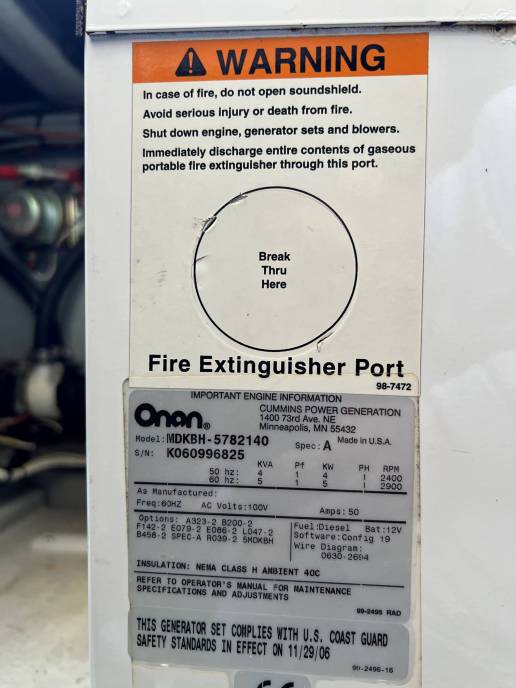 WARNING
In case of fire, do not open soundshield.
Avoid serious injury or death from fire.
Shut down engine, generator sets and blowers.
Immediately discharge entire contents of gaseous
portable fire extinguisher through this port.
Break
Thru
Here
Fire Extinguisher Port
98-7472
IMPORTANT ENGINE INFORMATION
Onan®
CUMMINS POWER GENERATION
1400 73rd Ave. NE
Minneapolis, MN 55432
Made in U.S.A.
Model: MDKBH-5782140 Spec: A
S/N: K060996825
KVA Pf KW PH RPM
50 hz: 4 1 4 1 2400
60 hz: 5 1 5 1 2900
As Manufactured:
Freq:60HZ AC Volts:100V Amps:50
Options: A323-2 B200-2
F142-2 E079-2 E086-2 L047-2
B458-2 SPEC-A R039-2 5MDKBH
Fuel:Diesel Bat:12V
Software:Config 19
Wire Diagram:
0630-2694
INSULATION: NEMA CLASS H AMBIENT 40C
REFER TO OPERATOR'S MANUAL FOR MAINTENANCE
SPECIFICATIONS AND ADJUSTMENTS
99-2495 RAD
THIS GENERATOR SET COMPLIES WITH U.S. COAST GUARD
SAFETY STANDARDS IN EFFECT ON 11/29/06
99-2496-16